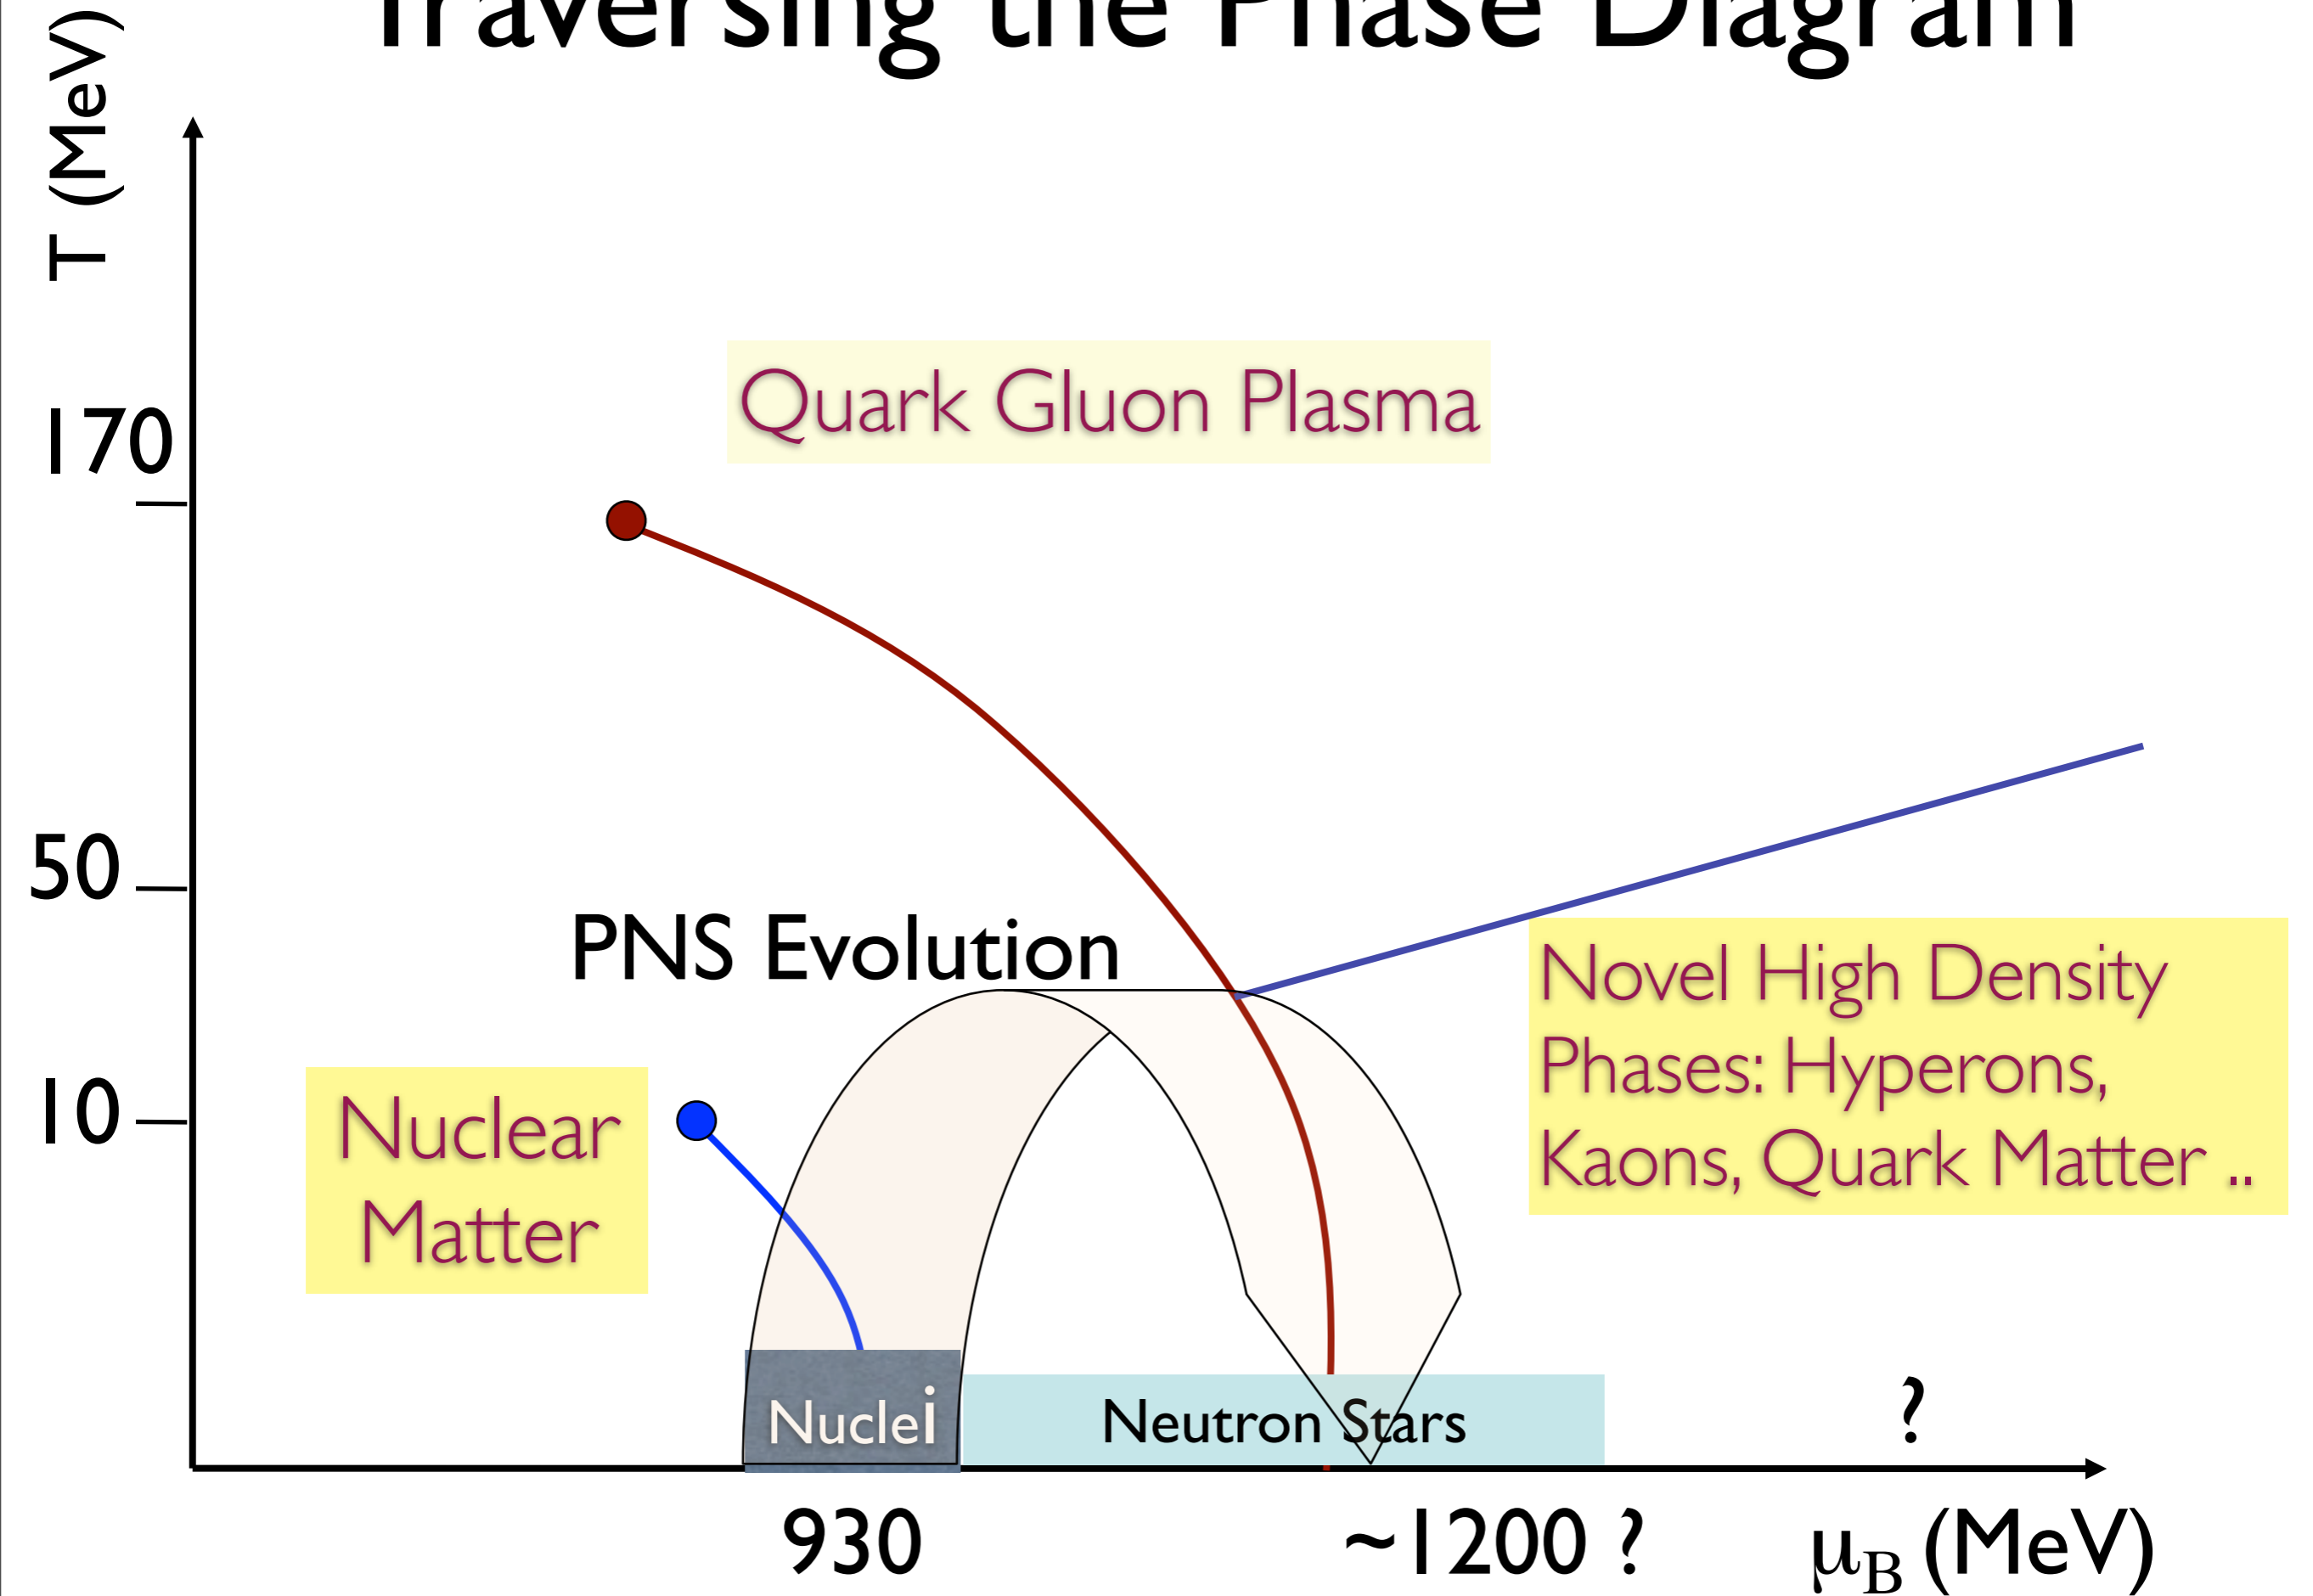 Traversing the Phase Diagram
T (MeV)
170
Quark Gluon Plasma
50
PNS Evolution
Novel High Density
Phases: Hyperons,
Kaons, Quark Matter ..
10
Nuclear
Matter
Nuclei
Neutron Stars
?
930
~1200 ?
μB (MeV)